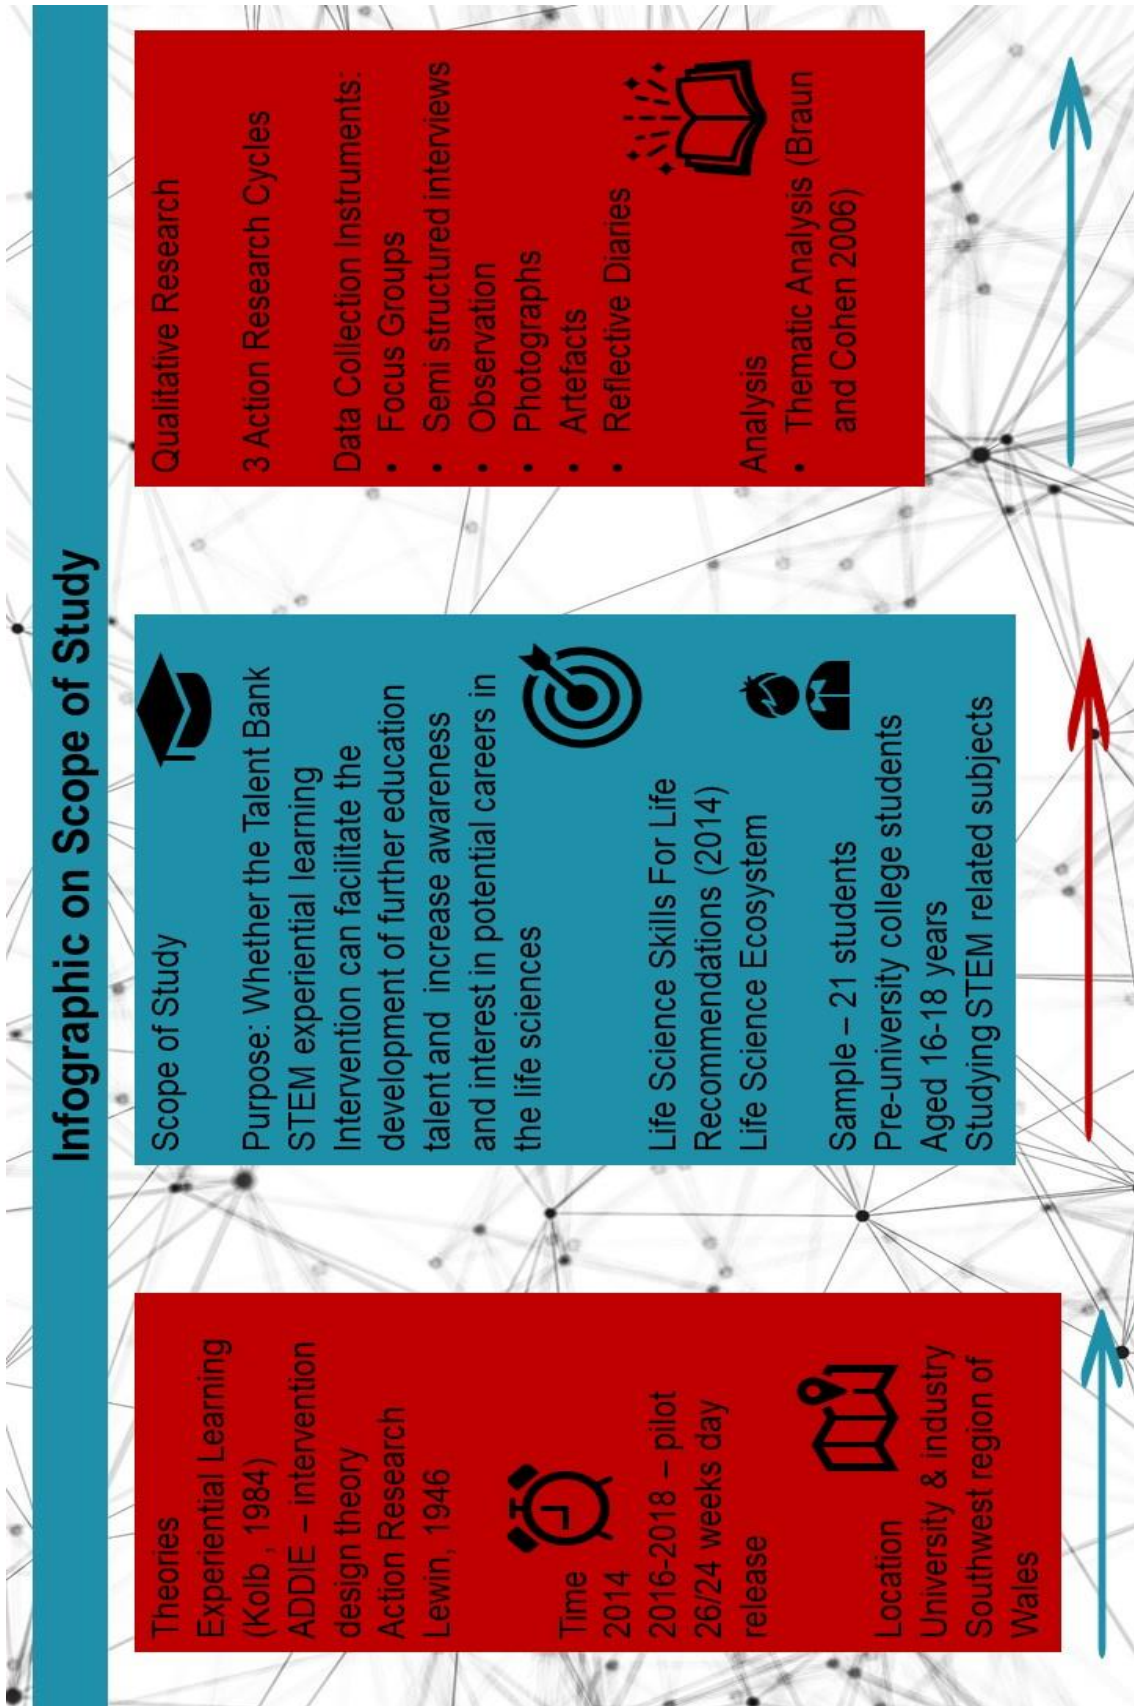 Infographic on Scope of Study
Theories
Experiential Learning
(Kolb , 1984)
ADDIE – intervention
design theory
Action Research
Lewin, 1946
Time
2014
2016-2018 – pilot
26/24 weeks day
release
Location
University & industry
Southwest region of
Wales
Scope of Study
Purpose: Whether the Talent Bank
STEM experiential learning
Intervention can facilitate the
development of further education
talent and increase awareness
and interest in potential careers in
the life sciences
Life Science Skills For Life
Recommendations (2014)
Life Science Ecosystem
Sample – 21 students
Pre-university college students
Aged 16-18 years
Studying STEM related subjects
Qualitative Research
3 Action Research Cycles
Data Collection Instruments:
• Focus Groups
• Semi structured interviews
• Observation
• Photographs
• Artefacts
• Reflective Diaries
Analysis
• Thematic Analysis (Braun
and Cohen 2006)